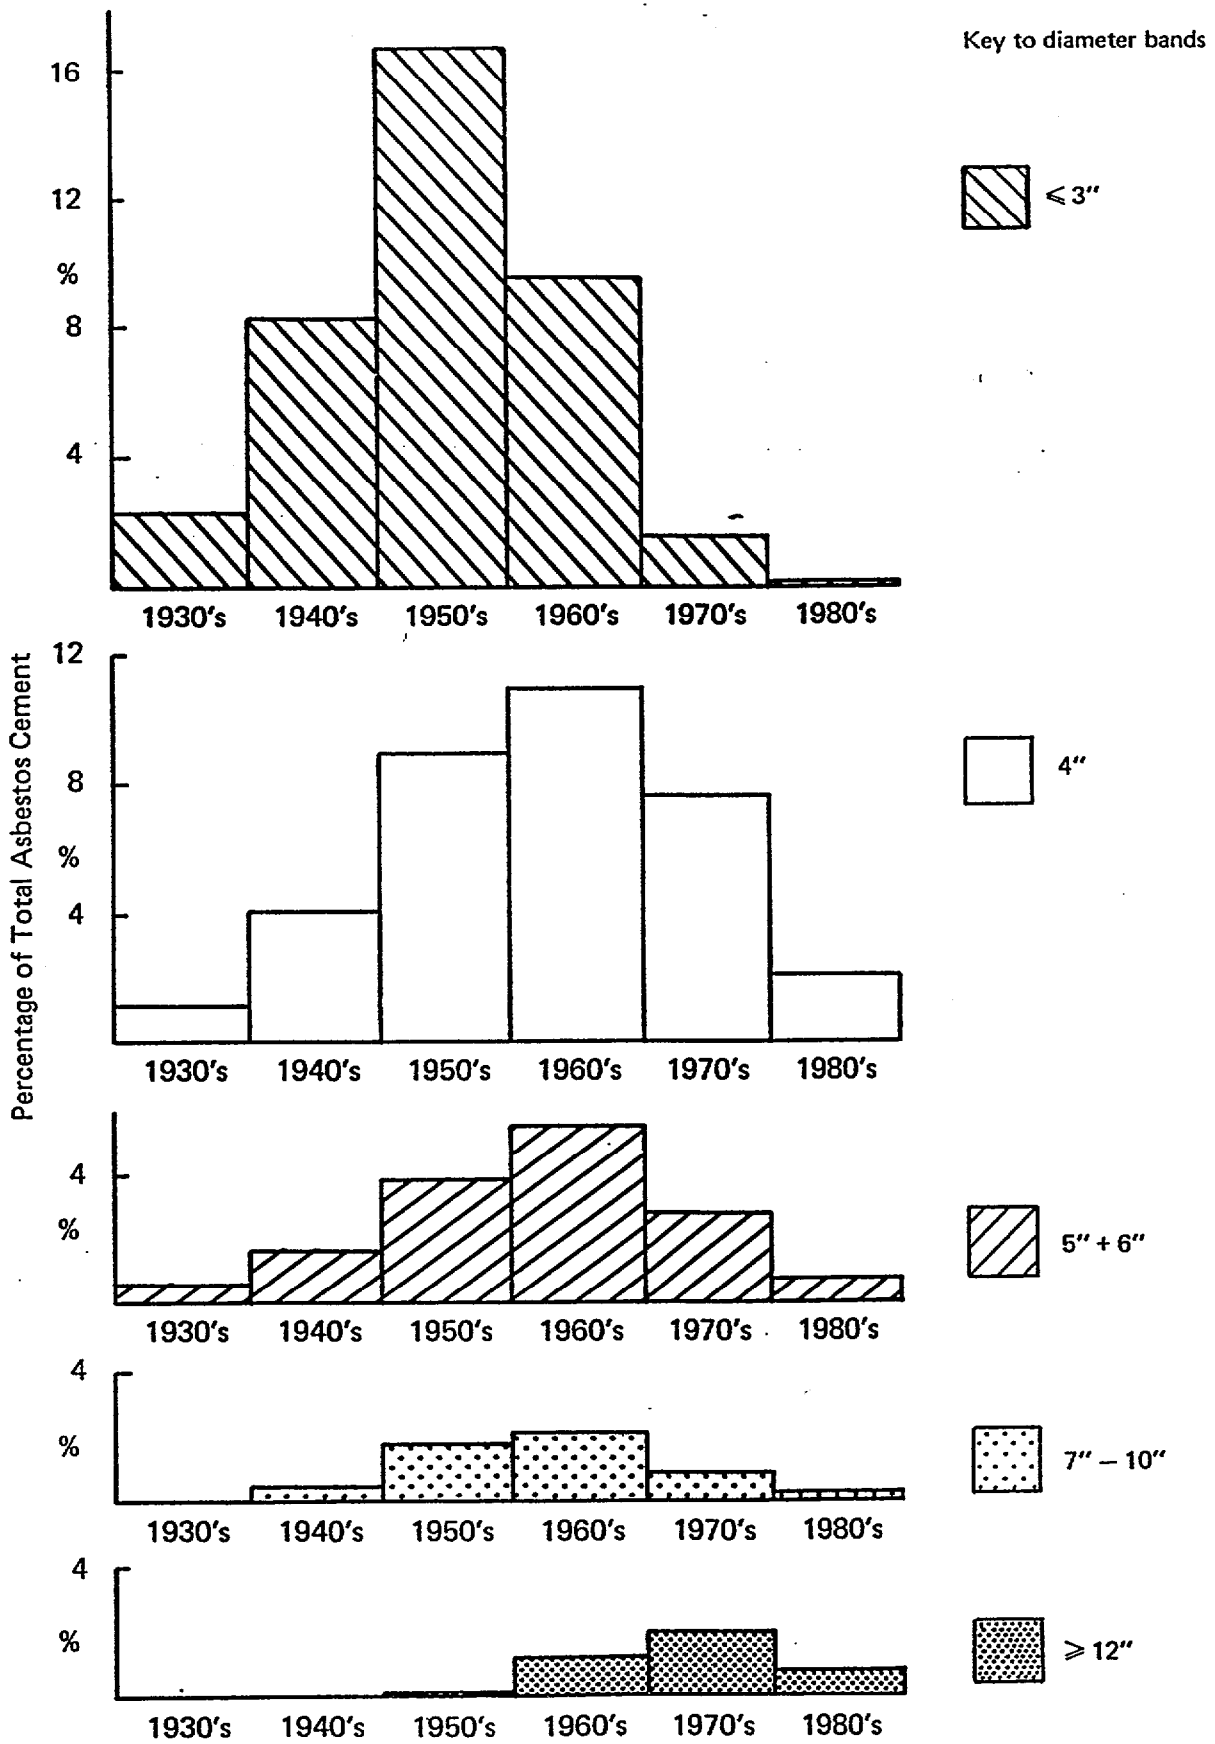 Key to diameter bands
16
12
%
8
4
⩽ 3"
1930's 1940's 1950's 1960's 1970's 1980's
Percentage of Total Asbestos Cement
12
8
%
4
4"
1930's 1940's 1950's 1960's 1970's 1980's
4
%
5" + 6"
1930's 1940's 1950's 1960's 1970's 1980's
4
%
7" – 10"
1930's 1940's 1950's 1960's 1970's 1980's
4
%
⩾ 12"
1930's 1940's 1950's 1960's 1970's 1980's